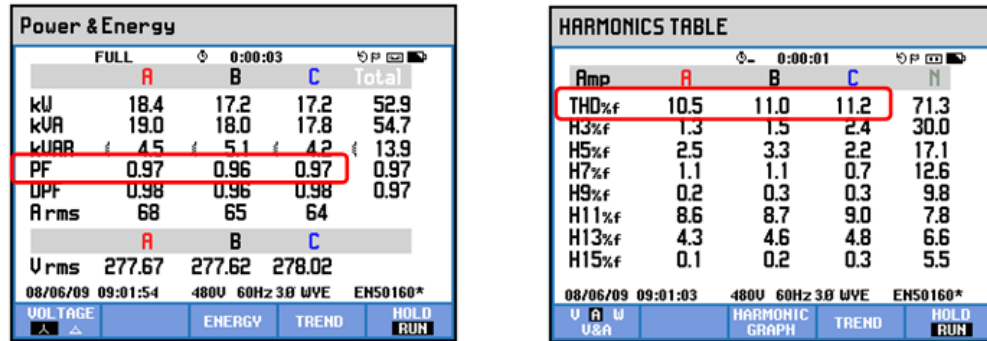 Power & Energy
FULL 0:00:03
A B C Total
kW 18.4 17.2 17.2 52.9
kVA 19.0 18.0 17.8 54.7
kVAR 4.5 5.1 4.2 13.9
PF 0.97 0.96 0.97 0.97
DPF 0.98 0.96 0.98 0.97
A rms 68 65 64
A B C
V rms 277.67 277.62 278.02
08/06/09 09:01:54 480V 60Hz 3Ø WYE EN50160*
VOLTAGE ENERGY TREND HOLD
RUN
HARMONICS TABLE
0:00:01
Amp A B C N
THD%f 10.5 11.0 11.2 71.3
H3%f 1.3 1.5 2.4 30.0
H5%f 2.5 3.3 2.2 17.1
H7%f 1.1 1.1 0.7 12.6
H9%f 0.2 0.3 0.3 9.8
H11%f 8.6 8.7 9.0 7.8
H13%f 4.3 4.6 4.8 6.6
H15%f 0.1 0.2 0.3 5.5
08/06/09 09:01:03 480V 60Hz 3Ø WYE EN50160*
V A W HARMONIC TREND HOLD
V&A GRAPH RUN